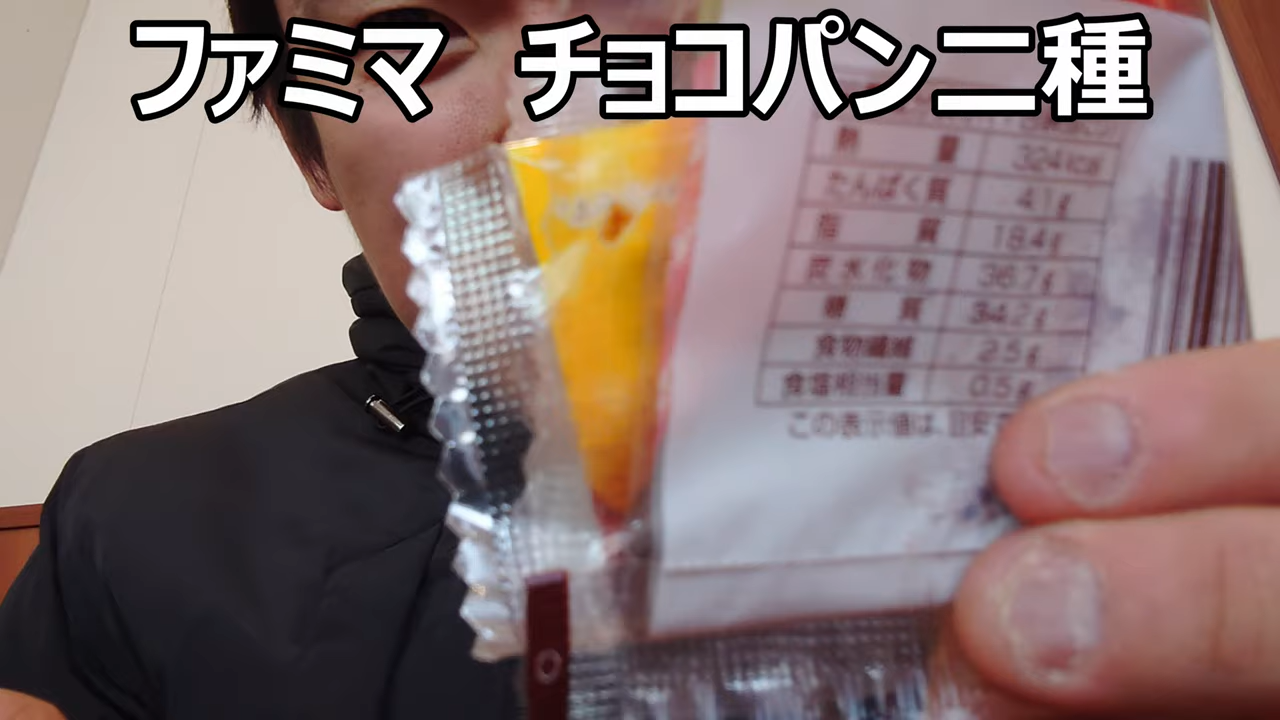 ファミマ　チョコパン二種
熱量 324kcal
たんぱく質 4.1g
脂質 18.4g
炭水化物 36.7g
糖質 34.2g
食物繊維 2.5g
食塩相当量 0.5g
この表示値は、目安で